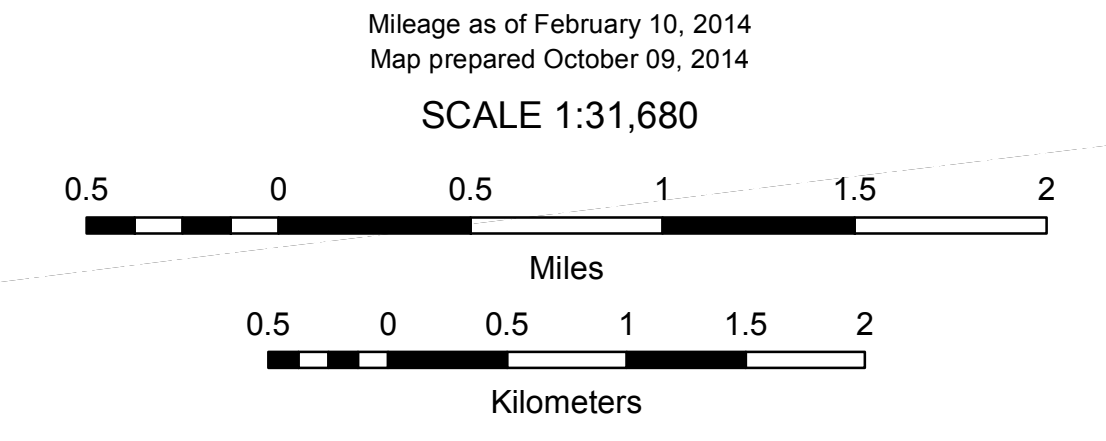 Mileage as of February 10, 2014
Map prepared October 09, 2014
SCALE 1:31,680
0.5 0 0.5 1 1.5 2
Miles
0.5 0 0.5 1 1.5 2
Kilometers